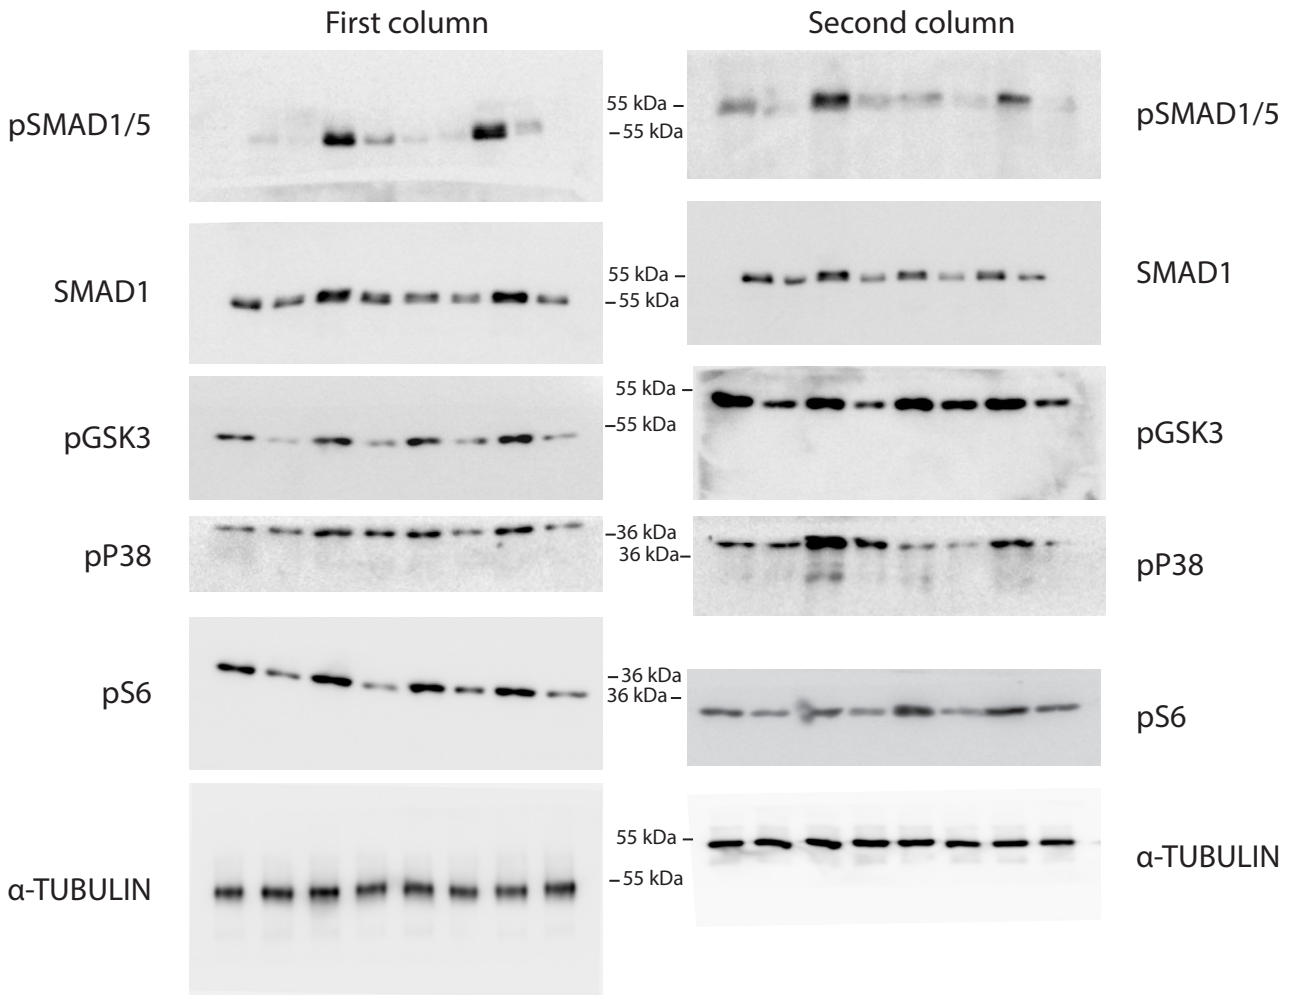 First column
Second column
pSMAD1/5
55 kDa –
–55 kDa
pSMAD1/5
SMAD1
55 kDa –
–55 kDa
SMAD1
pGSK3
55 kDa –
–55 kDa
pGSK3
pP38
–36 kDa
36 kDa–
pP38
pS6
–36 kDa
36 kDa–
pS6
α-TUBULIN
55 kDa –
–55 kDa
α-TUBULIN